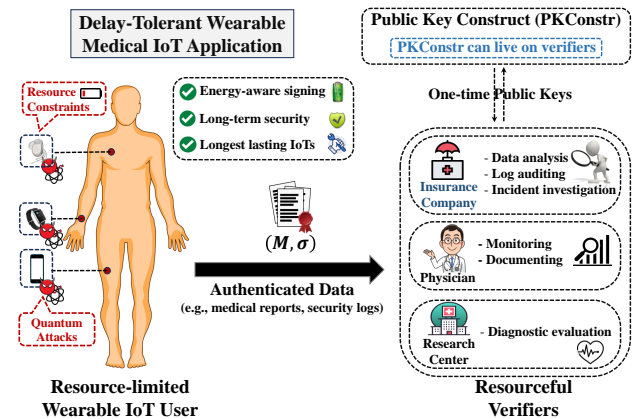 Delay-Tolerant Wearable
Medical IoT Application
Public Key Construct (PKConstr)
PKConstr can live on verifiers
One-time Public Keys
Resource
Constraints
Energy-aware signing
Long-term security
Longest lasting IoTs
(M, σ)
Authenticated Data
(e.g., medical reports, security logs)
Quantum
Attacks
Resource-limited
Wearable IoT User
Insurance
Company
- Data analysis
- Log auditing
- Incident investigation
Physician
- Monitoring
- Documenting
Research
Center
- Diagnostic evaluation
Resourceful
Verifiers